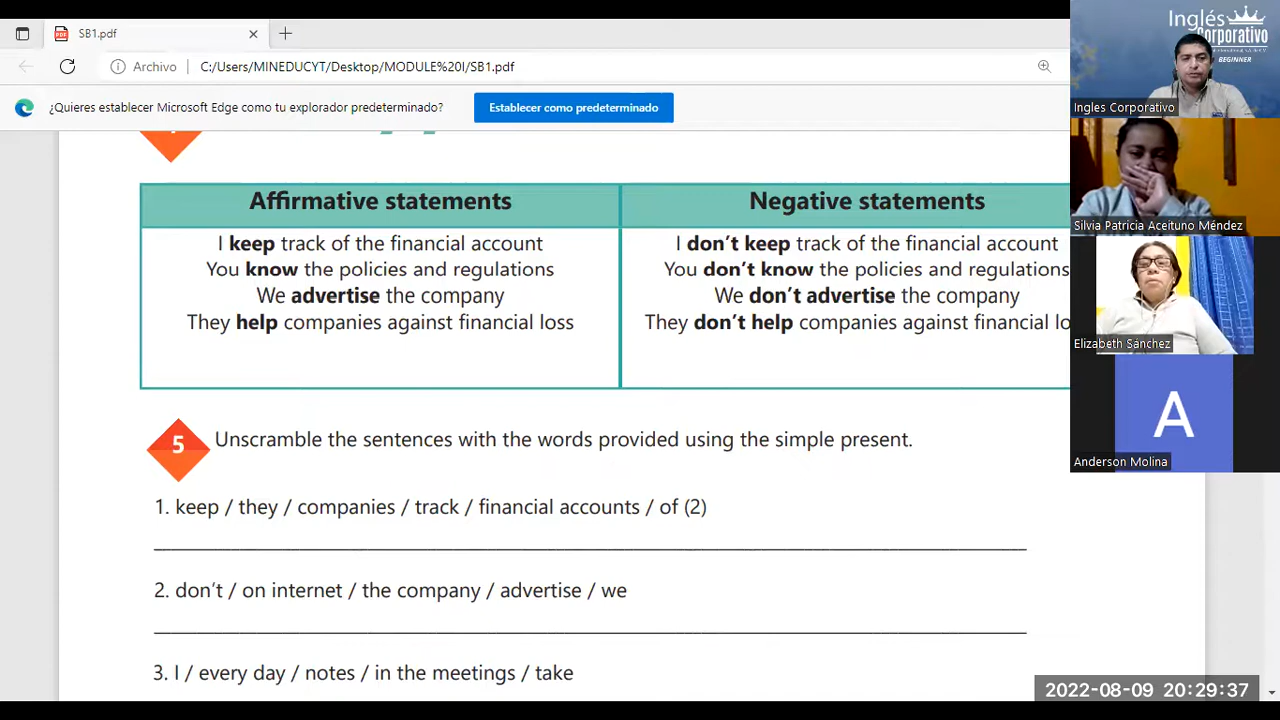 SB1.pdf
Archivo
C:/Users/MINEDUCYT/Desktop/MODULE%20I/SB1.pdf
¿Quieres establecer Microsoft Edge como tu explorador predeterminado?
Establecer como predeterminado
Affirmative statements
I keep track of the financial account
You know the policies and regulations
We advertise the company
They help companies against financial loss
Negative statements
I don't keep track of the financial account
You don't know the policies and regulations
We don't advertise the company
They don't help companies against financial lo
5
Unscramble the sentences with the words provided using the simple present.
1. keep / they / companies / track / financial accounts / of (2)
2. don't / on internet / the company / advertise / we
3. I / every day / notes / in the meetings / take
Inglés
Corporativo
BEGINNER
Ingles Corporativo
Silvia Patricia Aceituno Méndez
Elizabeth Sánchez
A
Anderson Molina
2022-08-09 20:29:37